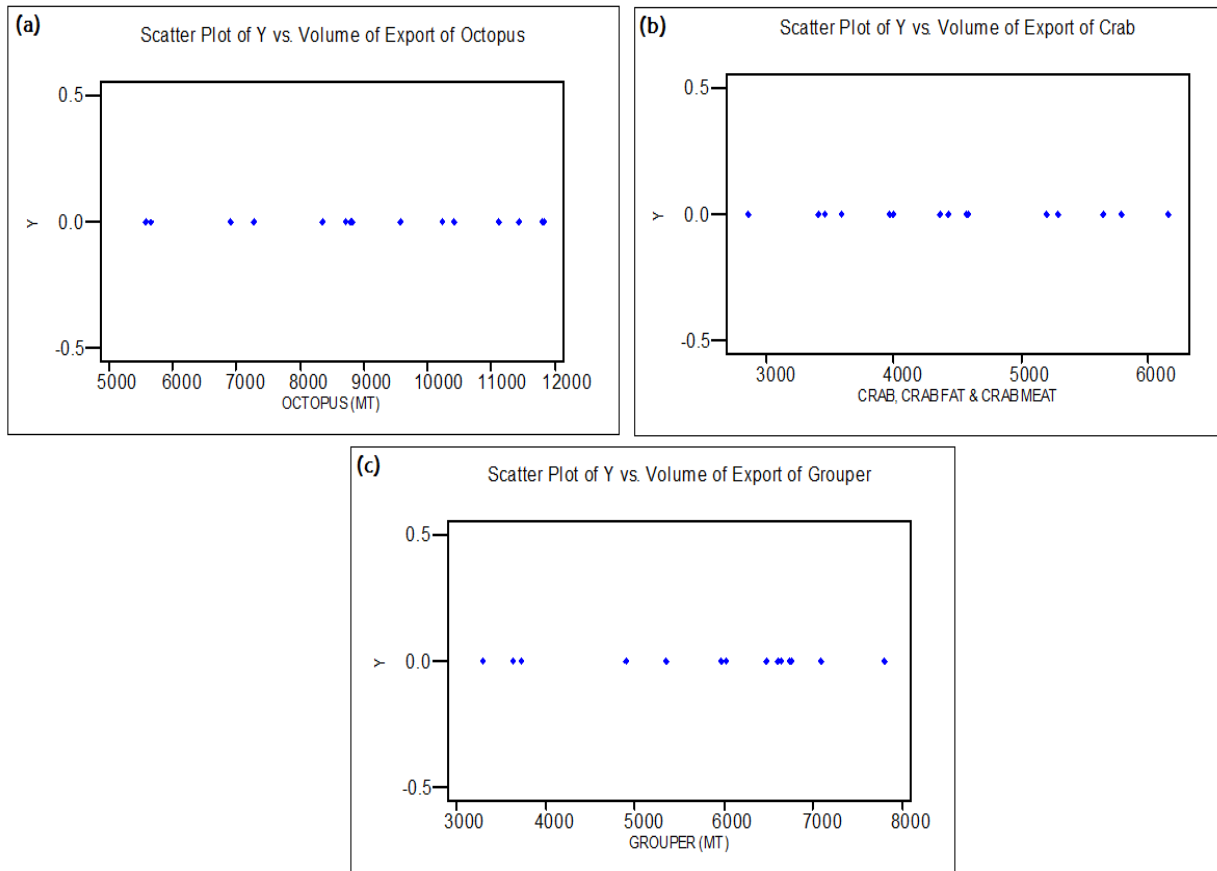 (a)
Scatter Plot of Y vs. Volume of Export of Octopus
0.5
Y
0.0
-0.5
5000 6000 7000 8000 9000 10000 11000 12000
OCTOPUS (MT)
(b)
Scatter Plot of Y vs. Volume of Export of Crab
0.5
Y
0.0
-0.5
3000 4000 5000 6000
CRAB, CRAB FAT & CRAB MEAT
(c)
Scatter Plot of Y vs. Volume of Export of Grouper
0.5
Y
0.0
-0.5
3000 4000 5000 6000 7000 8000
GROUPER (MT)